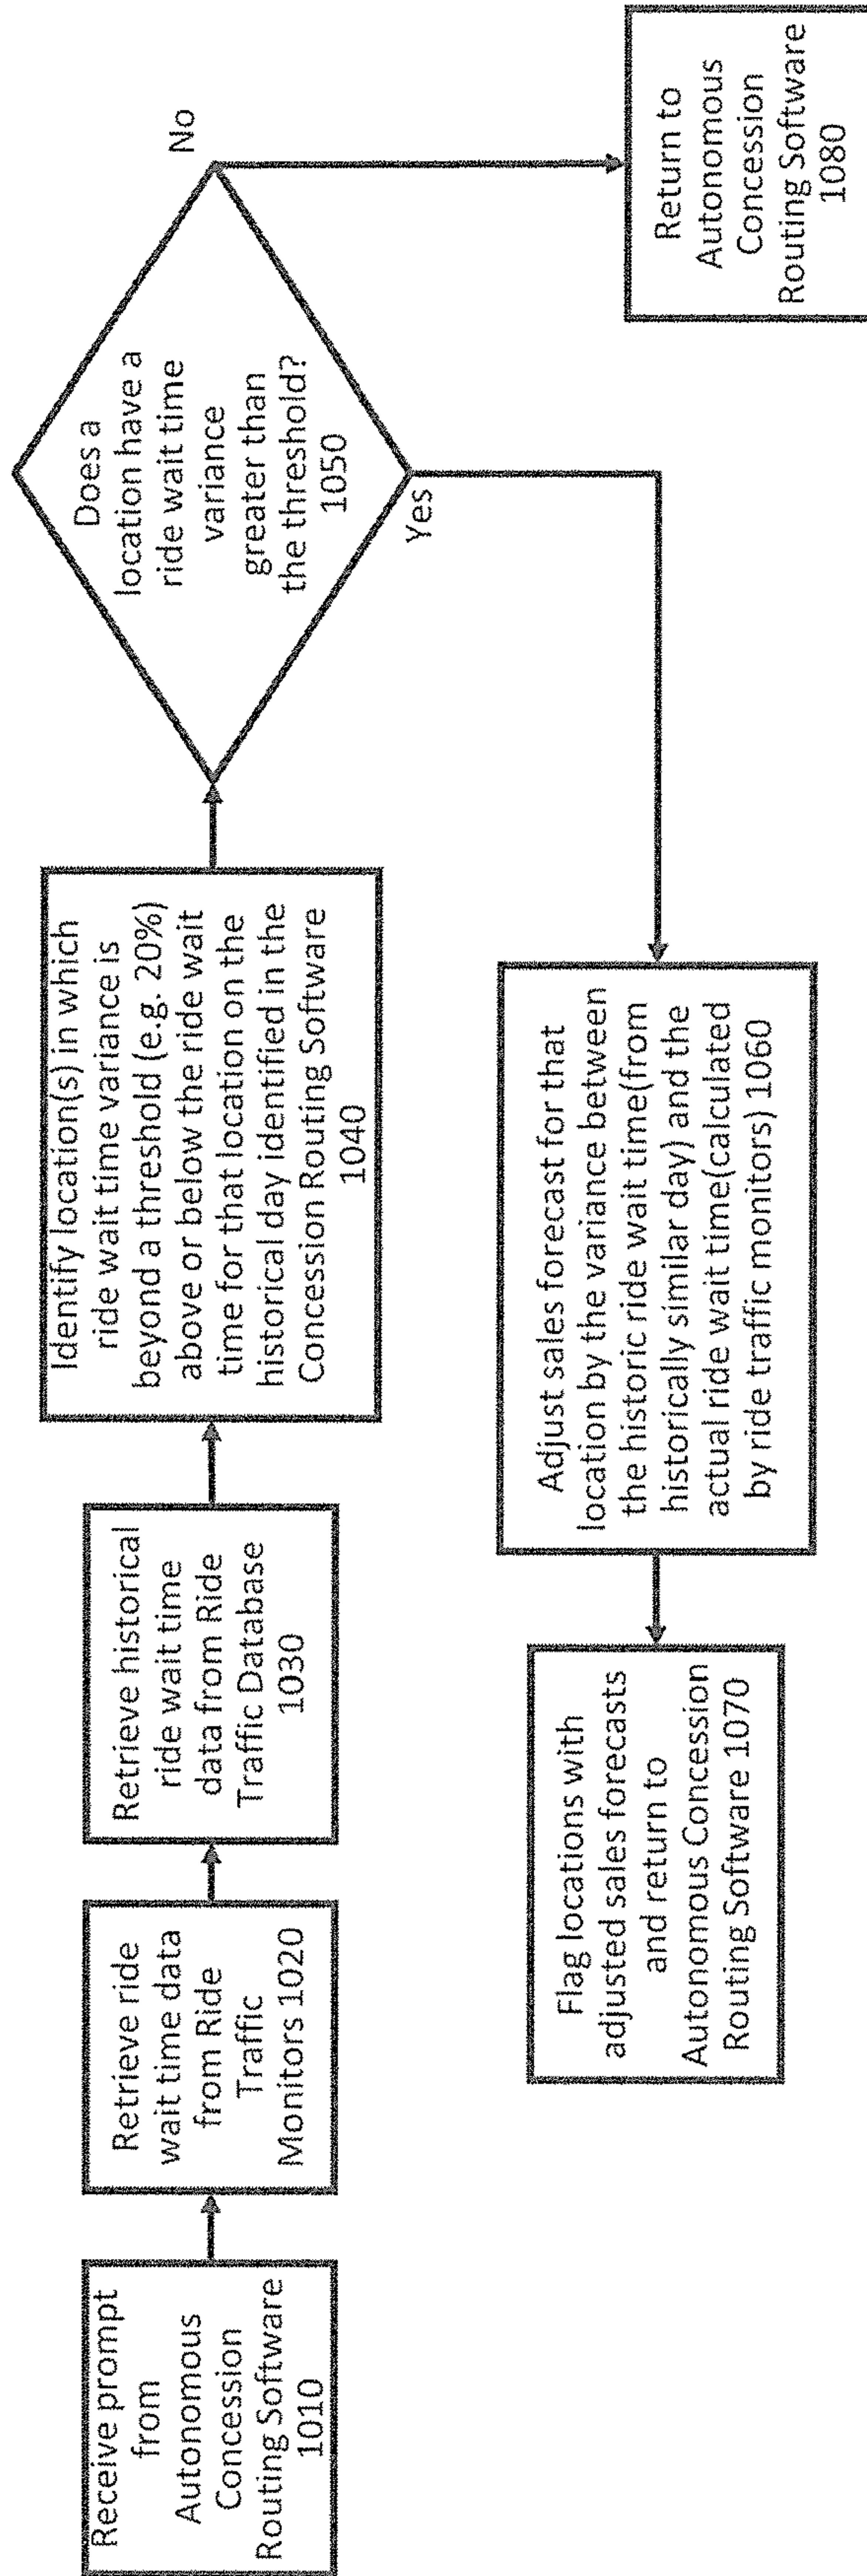 Receive prompt
from
Autonomous
Concession
Routing Software
1010
Retrieve ride
wait time data
from Ride
Traffic
Monitors 1020
Retrieve historical
ride wait time
data from Ride
Traffic Database
1030
Identify location(s) in which
ride wait time variance is
beyond a threshold (e.g. 20%)
above or below the ride wait
time for that location on the
historical day identified in the
Concession Routing Software
1040
Does a
location have a
ride wait time
variance
greater than
the threshold?
1050
No
Yes
Return to
Autonomous
Concession
Routing Software
1080
Adjust sales forecast for that
location by the variance between
the historic ride wait time(from
historically similar day) and the
actual ride wait time(calculated
by ride traffic monitors) 1060
Flag locations with
adjusted sales forecasts
and return to
Autonomous Concession
Routing Software 1070